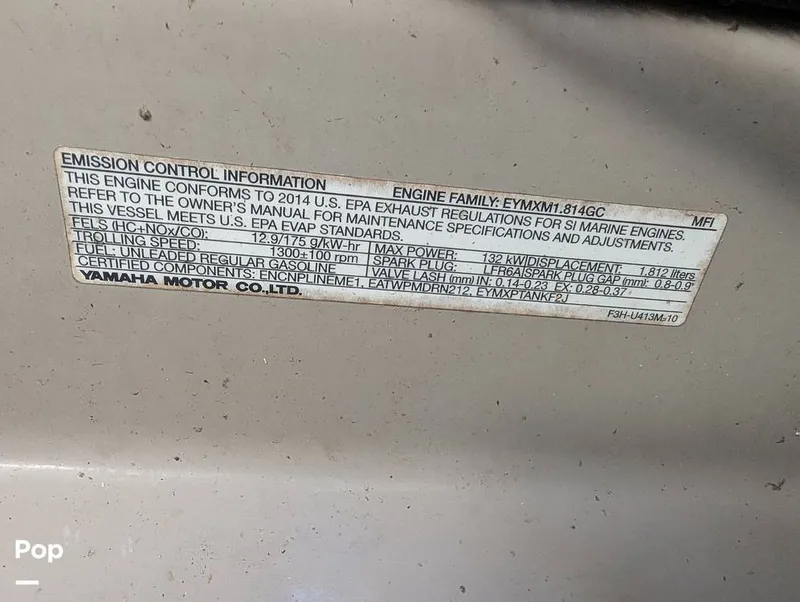 EMISSION CONTROL INFORMATION ENGINE FAMILY: EYMXM1.814GC MFI
THIS ENGINE CONFORMS TO 2014 U.S. EPA EXHAUST REGULATIONS FOR SI MARINE ENGINES.
REFER TO THE OWNER'S MANUAL FOR MAINTENANCE SPECIFICATIONS AND ADJUSTMENTS.
THIS VESSEL MEETS U.S. EPA EVAP STANDARDS.
FELS (HC+NOx/CO): 12.9/175 g/kW-hr MAX POWER: 132 kW DISPLACEMENT: 1,812 liters
TROLLING SPEED: 1300±100 rpm SPARK PLUG: LFR6A SPARK PLUG GAP (mm): 0.8-0.9
FUEL: UNLEADED REGULAR GASOLINE VALVE LASH (mm) IN: 0.14-0.23 EX: 0.28-0.37
CERTIFIED COMPONENTS: ENCNPLINEME1, EATWPMDRN212, EYMXPTANKF2J
YAMAHA MOTOR CO.,LTD. F3H-U413M-10
Pop